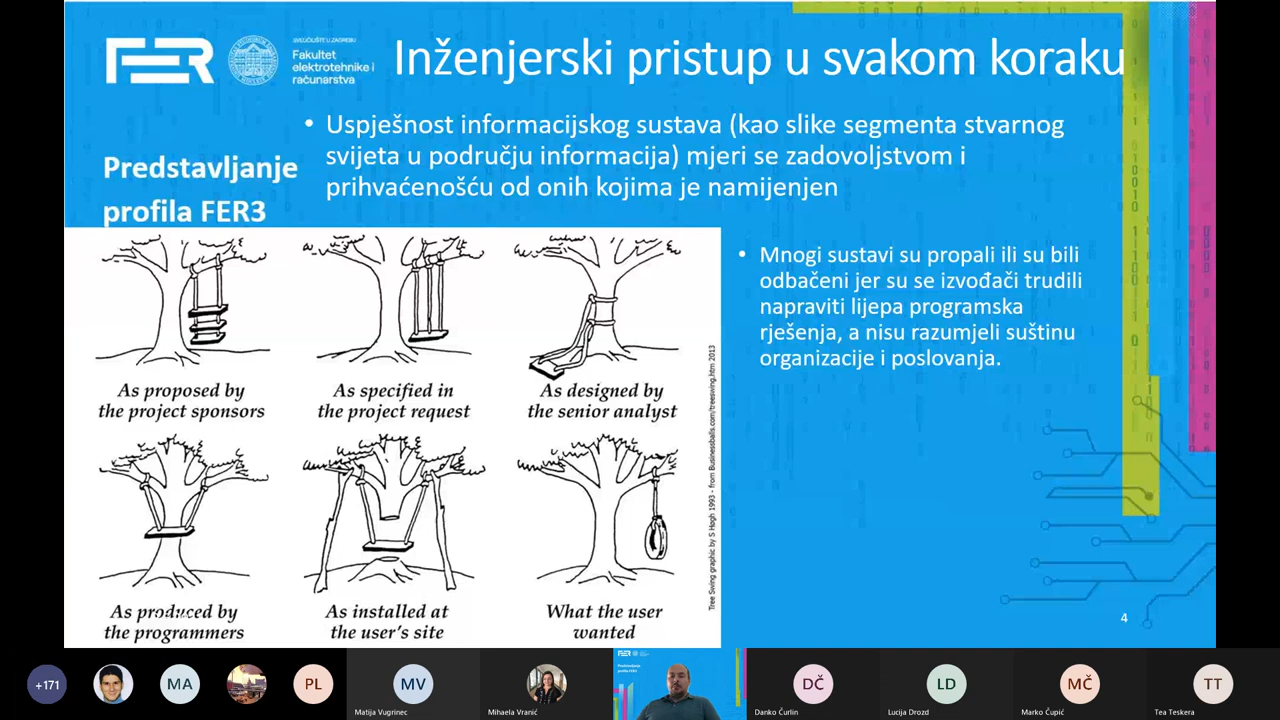 FER
SVEUČILIŠTE U ZAGREBU
Fakultet
elektrotehnike i
računarstva
Inženjerski pristup u svakom koraku
Predstavljanje
profila FER3
• Uspješnost informacijskog sustava (kao slike segmenta stvarnog
svijeta u području informacija) mjeri se zadovoljstvom i
prihvaćenošću od onih kojima je namijenjen
• Mnogi sustavi su propali ili su bili
odbačeni jer su se izvođači trudili
napraviti lijepa programska
rješenja, a nisu razumjeli suštinu
organizacije i poslovanja.
As proposed by
the project sponsors
As specified in
the project request
As designed by
the senior analyst
As produced by
the programmers
As installed at
the user's site
What the user
wanted
Tree Swing graphic by S Høgh 1993 - from Businessballs.com/treeswing.htm 2013
4
+171
MA
PL
MV
Matija Vugrinec
Mihaela Vranić
FER
Predstavljanje
profila FER3
DČ
Danko Čurlin
LD
Lucija Drozd
MČ
Marko Čupić
TT
Tea Teskera